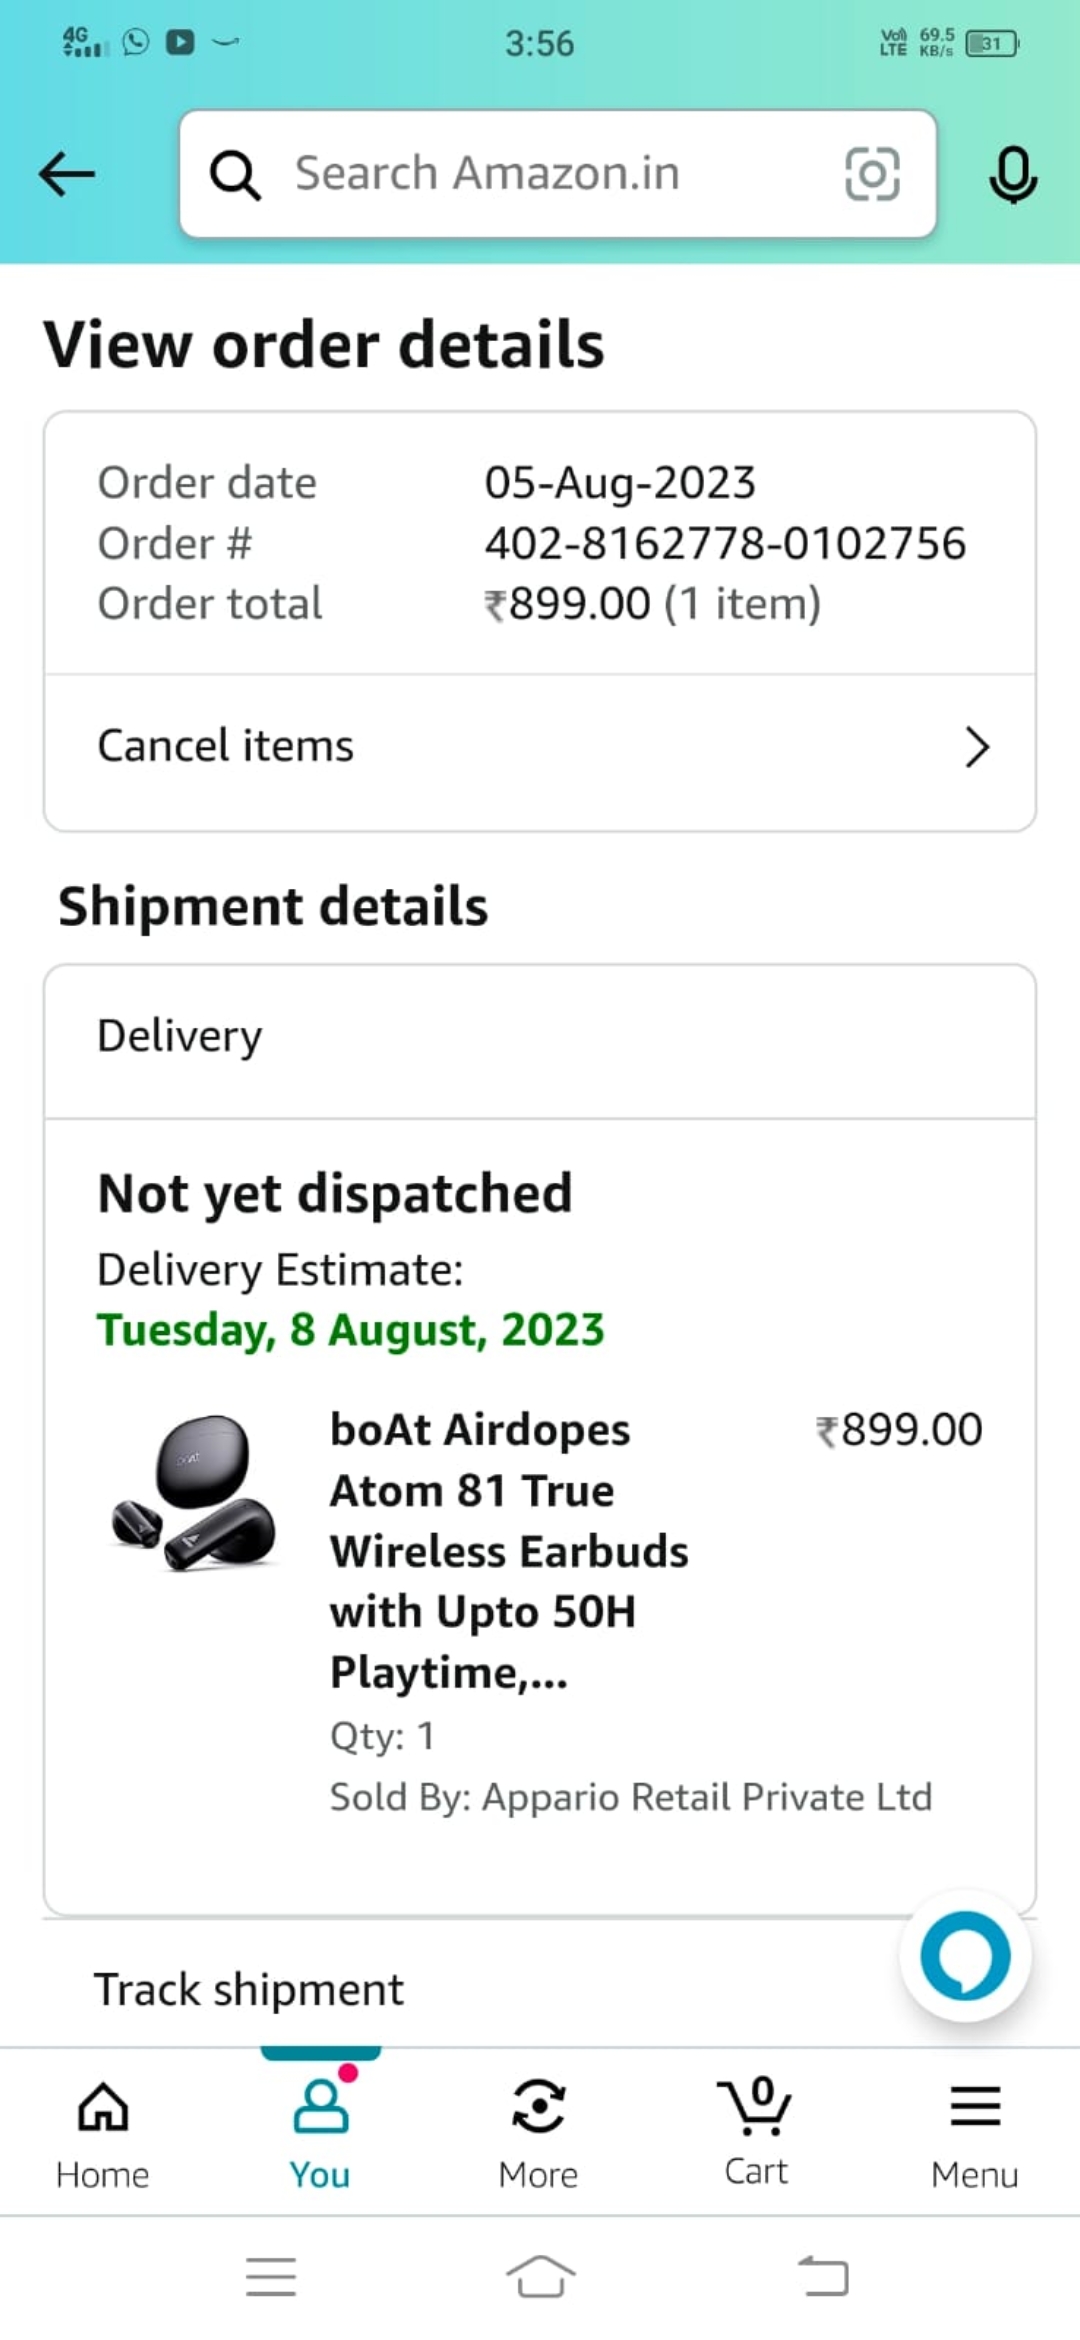 4G
3:56
Vo)) LTE
69.5 KB/s
31
Search Amazon.in
View order details
Order date 05-Aug-2023
Order # 402-8162778-0102756
Order total ₹899.00 (1 item)
Cancel items
Shipment details
Delivery
Not yet dispatched
Delivery Estimate:
Tuesday, 8 August, 2023
boAt Airdopes ₹899.00
Atom 81 True
Wireless Earbuds
with Upto 50H
Playtime,...
Qty: 1
Sold By: Appario Retail Private Ltd
Track shipment
0
Home You More Cart Menu